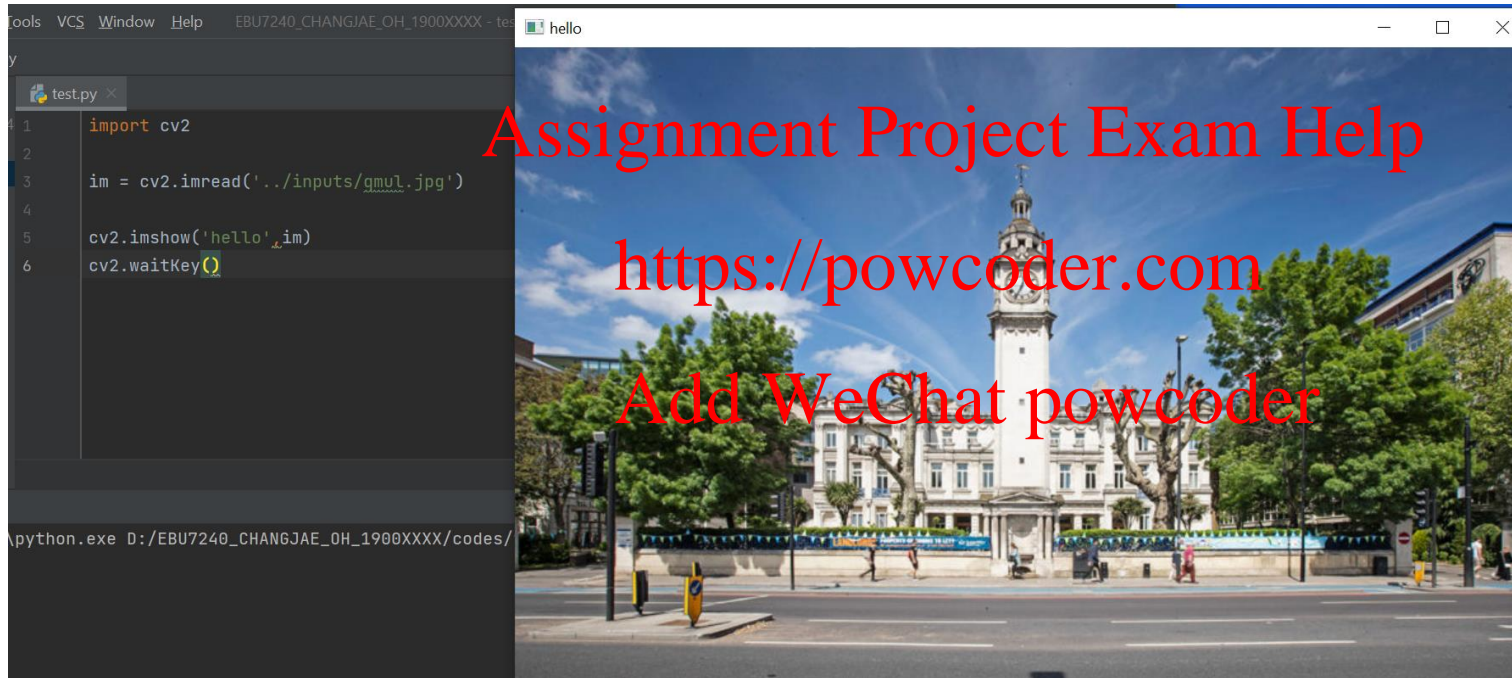 Tools VCS Window Help EBU7240_CHANGJAE_OH_1900XXXX - tes
hello
y
test.py
1 import cv2
2
3 im = cv2.imread('../inputs/qmul.jpg')
4
5 cv2.imshow('hello',im)
6 cv2.waitKey()
Assignment Project Exam Help
https://powcoder.com
Add WeChat powcoder
\python.exe D:/EBU7240_CHANGJAE_OH_1900XXXX/codes/